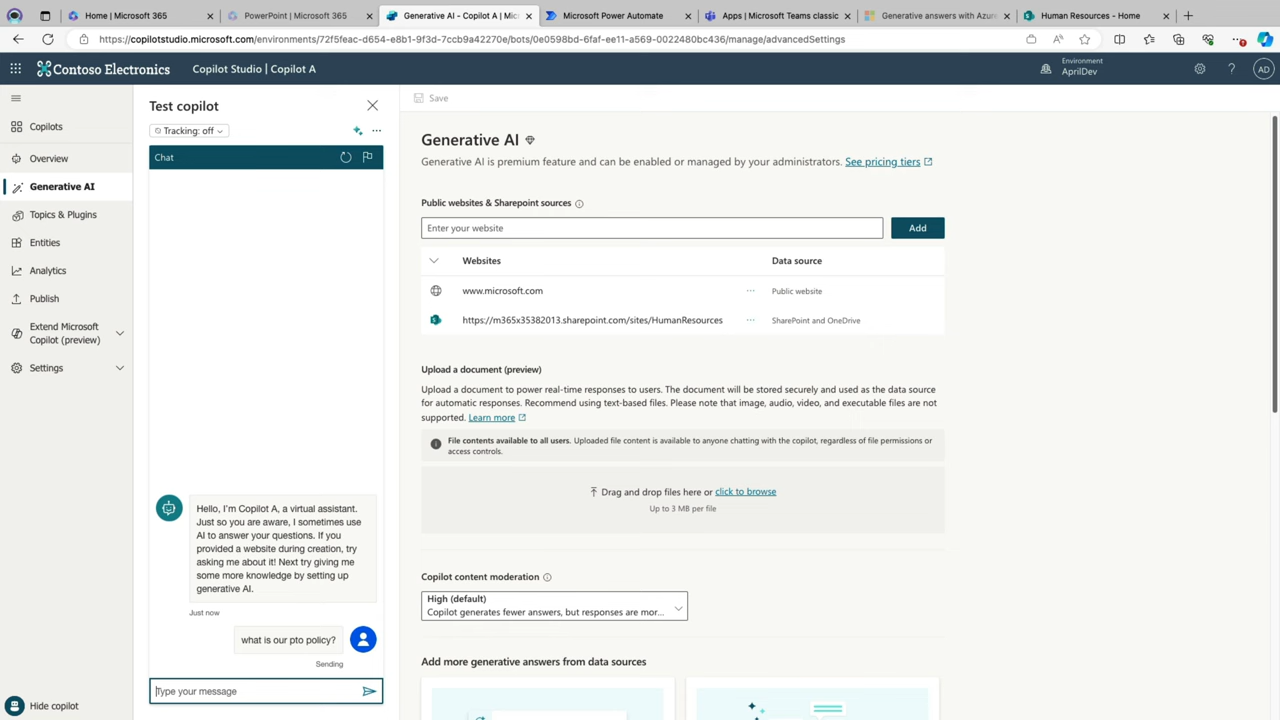 Home | Microsoft 365
PowerPoint | Microsoft 365
Generative AI - Copilot A | Mic
Microsoft Power Automate
Apps | Microsoft Teams classic
Generative answers with Azure
Human Resources - Home
https://copilotstudio.microsoft.com/environments/72f5feac-d654-e8b1-9f3d-7ccb9a42270e/bots/0e0598bd-6faf-ee11-a569-0022480bc436/manage/advancedSettings
Contoso Electronics
Copilot Studio | Copilot A
Environment
AprilDev
?
AD
Copilots
Overview
Generative AI
Topics & Plugins
Entities
Analytics
Publish
Extend Microsoft
Copilot (preview)
Settings
Hide copilot
Test copilot
Tracking: off
Chat
Hello, I'm Copilot A, a virtual assistant.
Just so you are aware, I sometimes use
AI to answer your questions. If you
provided a website during creation, try
asking me about it! Next try giving me
some more knowledge by setting up
generative AI.
Just now
what is our pto policy?
Sending
Type your message
Save
Generative AI
Generative AI is premium feature and can be enabled or managed by your administrators. See pricing tiers
Public websites & Sharepoint sources
Enter your website
Add
Websites
Data source
www.microsoft.com
Public website
https://m365x35382013.sharepoint.com/sites/HumanResources
SharePoint and OneDrive
Upload a document (preview)
Upload a document to power real-time responses to users. The document will be stored securely and used as the data source
for automatic responses. Recommend using text-based files. Please note that image, audio, video, and executable files are not
supported. Learn more
File contents available to all users. Uploaded file content is available to anyone chatting with the copilot, regardless of file permissions or
access controls.
Drag and drop files here or click to browse
Up to 3 MB per file
Copilot content moderation
High (default)
Copilot generates fewer answers, but responses are mor...
Add more generative answers from data sources